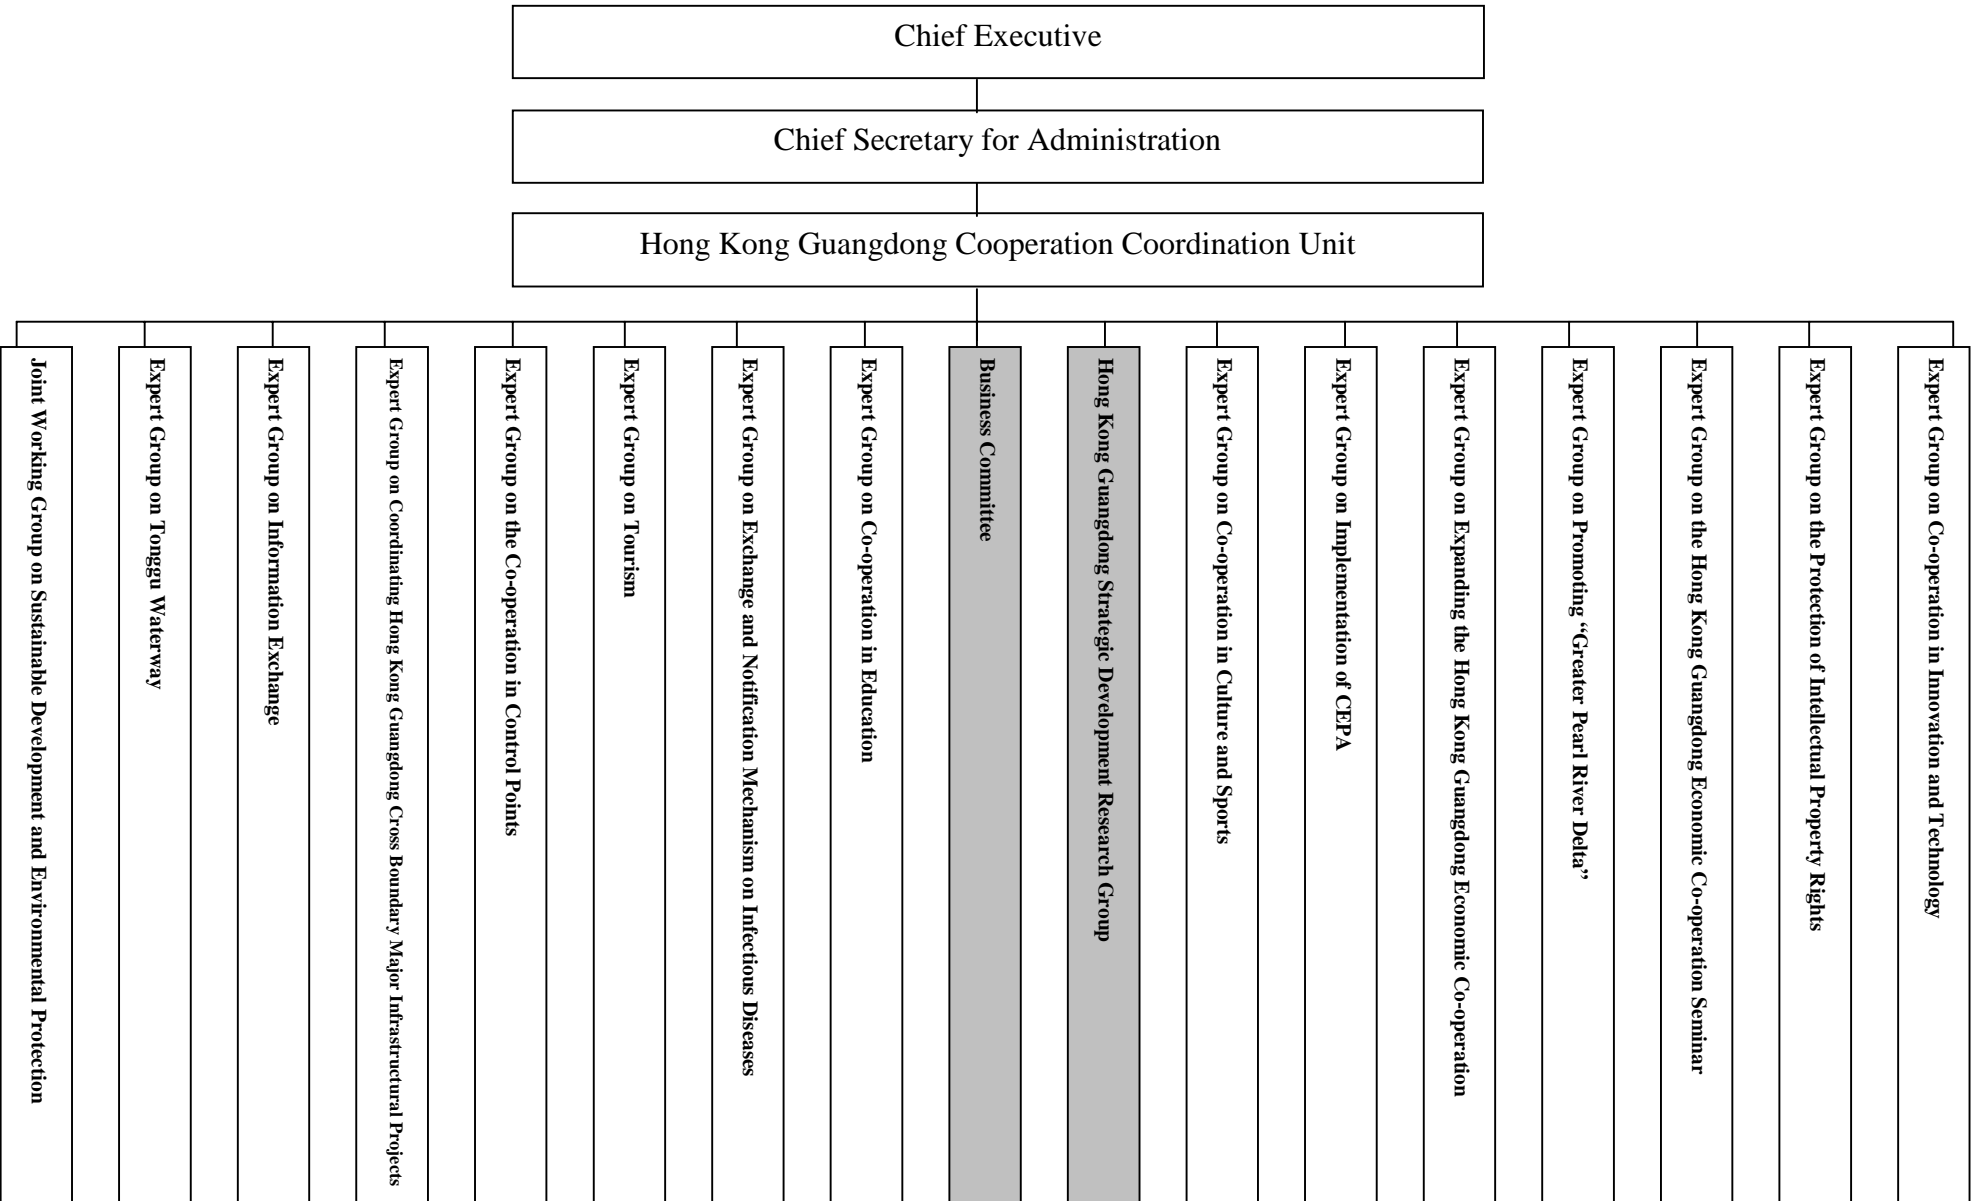 Chief Executive
Chief Secretary for Administration
Hong Kong Guangdong Cooperation Coordination Unit
Joint Working Group on Sustainable Development and Environmental Protection
Expert Group on Tonggu Waterway
Expert Group on Information Exchange
Expert Group on Coordinating Hong Kong Guangdong Cross Boundary Major Infrastructural Projects
Expert Group on the Co-operation in Control Points
Expert Group on Tourism
Expert Group on Exchange and Notification Mechanism on Infectious Diseases
Expert Group on Co-operation in Education
Business Committee
Hong Kong Guangdong Strategic Development Research Group
Expert Group on Co-operation in Culture and Sports
Expert Group on Implementation of CEPA
Expert Group on Expanding the Hong Kong Guangdong Economic Co-operation
Expert Group on Promoting “Greater Pearl River Delta”
Expert Group on the Hong Kong Guangdong Economic Co-operation Seminar
Expert Group on the Protection of Intellectual Property Rights
Expert Group on Co-operation in Innovation and Technology